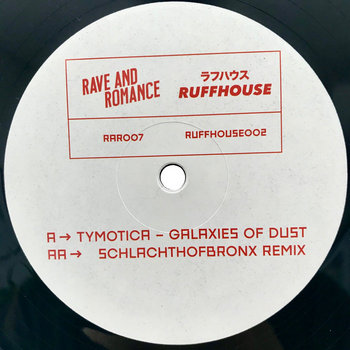 RAVE AND
ROMANCE
ラフハウス
RUFFHOUSE
RAR007
RUFFHOUSE002
A→ TYMOTICA – GALAXIES OF DUST
AA→ SCHLACHTHOFBRONX REMIX